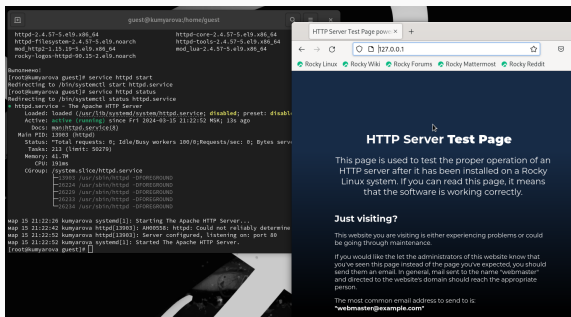 guest@kumyarova:/home/guest
httpd-2.4.57-5.el9.x86_64 httpd-core-2.4.57-5.el9.x86_64
httpd-filesystem-2.4.57-5.el9.noarch httpd-tools-2.4.57-5.el9.x86_64
mod_http2-1.15.19-5.el9.x86_64 mod_lua-2.4.57-5.el9.x86_64
rocky-logos-httpd-90.15-2.el9.noarch
Выполнено!
[root@kumyarova guest]# service httpd start
Redirecting to /bin/systemctl start httpd.service
[root@kumyarova guest]# service httpd status
Redirecting to /bin/systemctl status httpd.service
● httpd.service - The Apache HTTP Server
Loaded: loaded (/usr/lib/systemd/system/httpd.service; disabled; preset: disabl
Active: active (running) since Fri 2024-03-15 21:22:52 MSK; 13s ago
Docs: man:httpd.service(8)
Main PID: 13903 (httpd)
Status: "Total requests: 0; Idle/Busy workers 100/0;Requests/sec: 0; Bytes serv
Tasks: 213 (limit: 50279)
Memory: 41.7M
CPU: 191ms
CGroup: /system.slice/httpd.service
├─13903 /usr/sbin/httpd -DFOREGROUND
/usr/sbin/httpd -DFOREGROUND
/usr/sbin/httpd -DFOREGROUND
/usr/sbin/httpd -DFOREGROUND
/usr/sbin/httpd -DFOREGROUND
мар 15 21:22:26 kumyarova systemd[1]: Starting The Apache HTTP Server...
мар 15 21:22:42 kumyarova httpd[13903]: AH00558: httpd: Could not reliably determine
мар 15 21:22:52 kumyarova httpd[13903]: Server configured, listening on: port 80
мар 15 21:22:52 kumyarova systemd[1]: Started The Apache HTTP Server.
[root@kumyarova guest]#
HTTP Server Test Page power
127.0.0.1
Rocky Linux Rocky Wiki Rocky Forums Rocky Mattermost Rocky Reddit
HTTP Server Test Page
This page is used to test the proper operation of an
HTTP server after it has been installed on a Rocky
Linux system. If you can read this page, it means
that the software is working correctly.
Just visiting?
This website you are visiting is either experiencing problems or could
be going through maintenance.
If you would like the let the administrators of this website know that
you've seen this page instead of the page you've expected, you should
send them an email. In general, mail sent to the name "webmaster"
and directed to the website's domain should reach the appropriate
person.
The most common email address to send to is:
"webmaster@example.com"